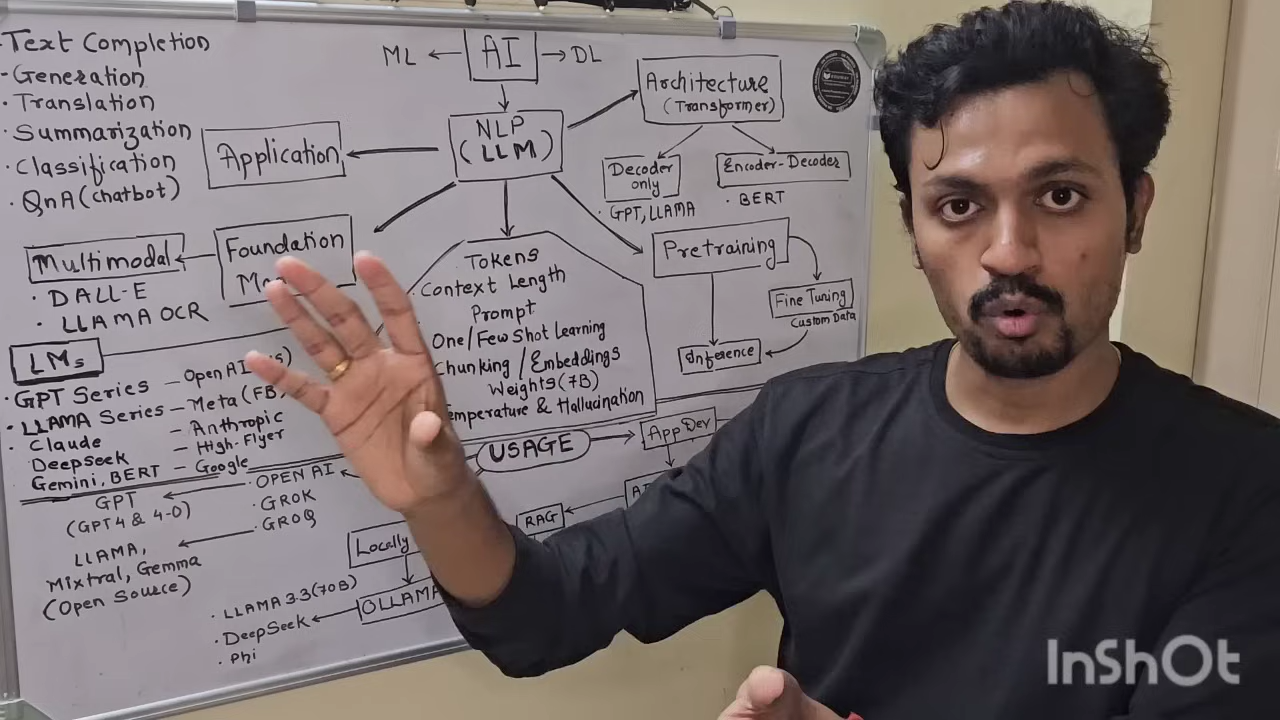 Text Completion
- Generation
· Translation
· Summarization
· Classification
· QnA (chatbot)
ML ← AI → DL
NLP
(LLM)
Application
Architecture
(Transformer)
Decoder
only
· GPT, LLAMA
Encoder-Decoder
· BERT
Pretraining
Fine Tuning
Custom Data
Inference
Foundation
Multimodal
· DALL-E
· LLAMA OCR
Tokens
Context Length
Prompt
One/Few Shot Learning
Chunking / Embeddings
Weights (7B)
Temperature & Hallucination
LMs
· GPT Series — OpenAI
· LLAMA Series — Meta (FB)
· Claude - Anthropic
DeepSeek - High-Flyer
Gemini, BERT - Google
USAGE
App Dev
RAG
· OPEN AI
· GROK
· GROQ
GPT
(GPT4 & 4-O)
LLAMA,
Mixtral, Gemma
(Open Source)
Locally
OLLAMA
· LLAMA 3.3 (70B)
· DeepSeek
· Phi
InShOt